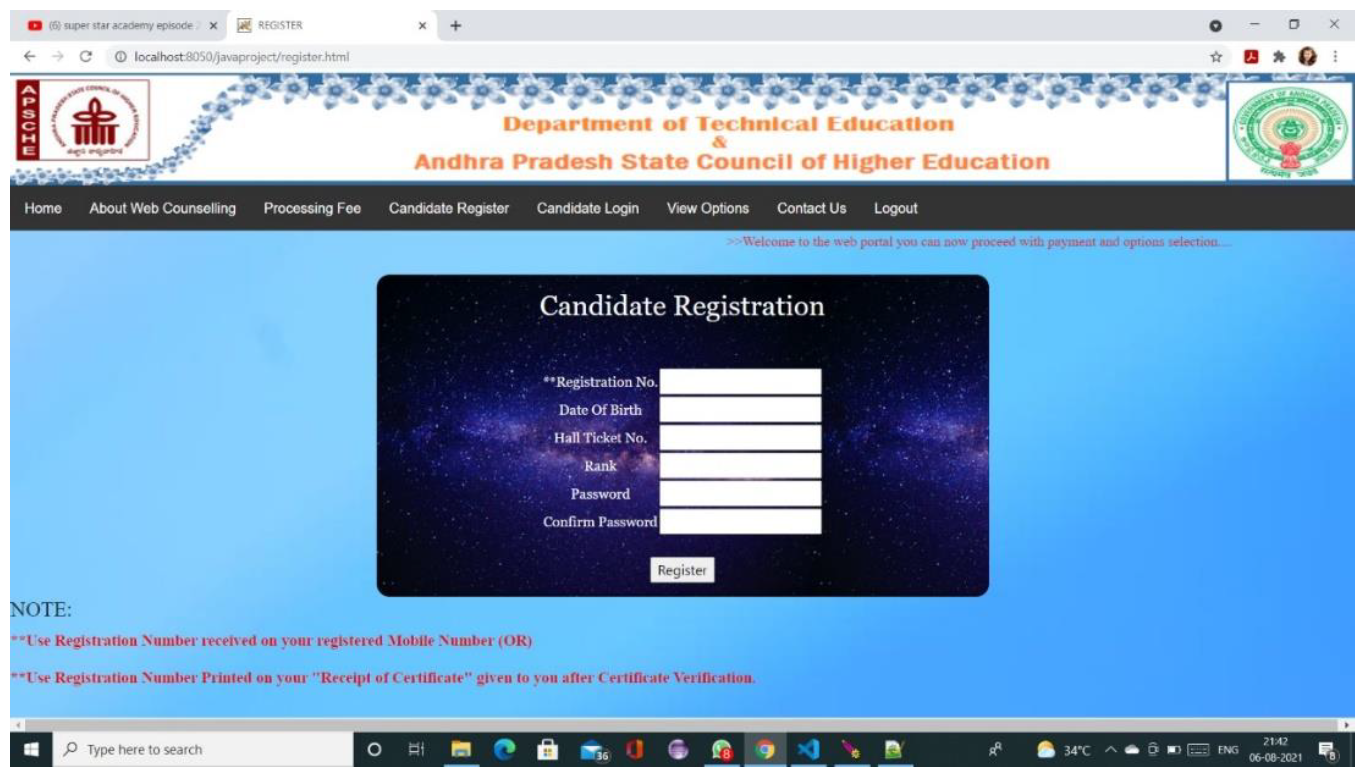 (6) super star academy episode
REGISTER
localhost:8050/javaproject/register.html
APSCHE
Department of Technical Education
&
Andhra Pradesh State Council of Higher Education
Home About Web Counselling Processing Fee Candidate Register Candidate Login View Options Contact Us Logout
>>Welcome to the web portal you can now proceed with payment and options selection....
Candidate Registration
**Registration No.
Date Of Birth
Hall Ticket No.
Rank
Password
Confirm Password
Register
NOTE:
**Use Registration Number received on your registered Mobile Number (OR)
**Use Registration Number Printed on your "Receipt of Certificate" given to you after Certificate Verification.
Type here to search
36
8
34°C
ENG
21:42
06-08-2021
8